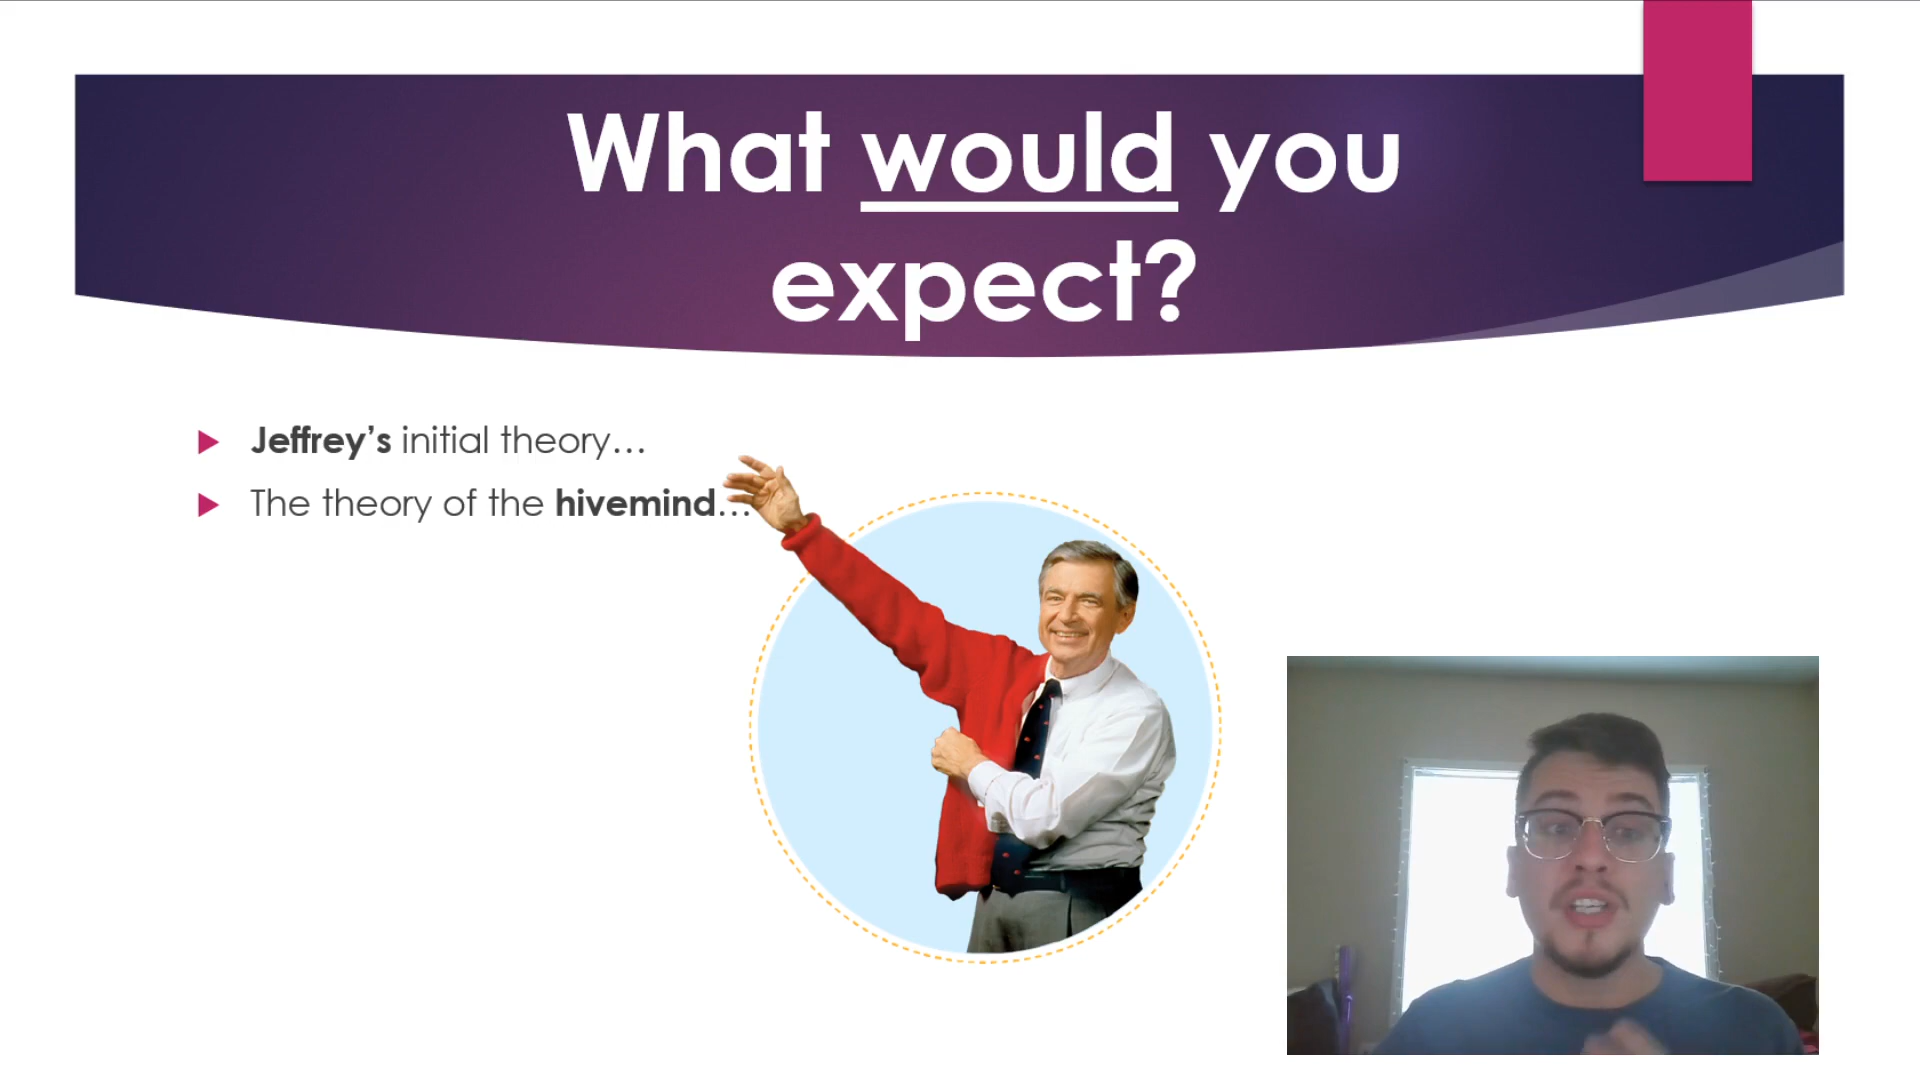 What would you
expect?
Jeffrey’s initial theory…
The theory of the hivemind…